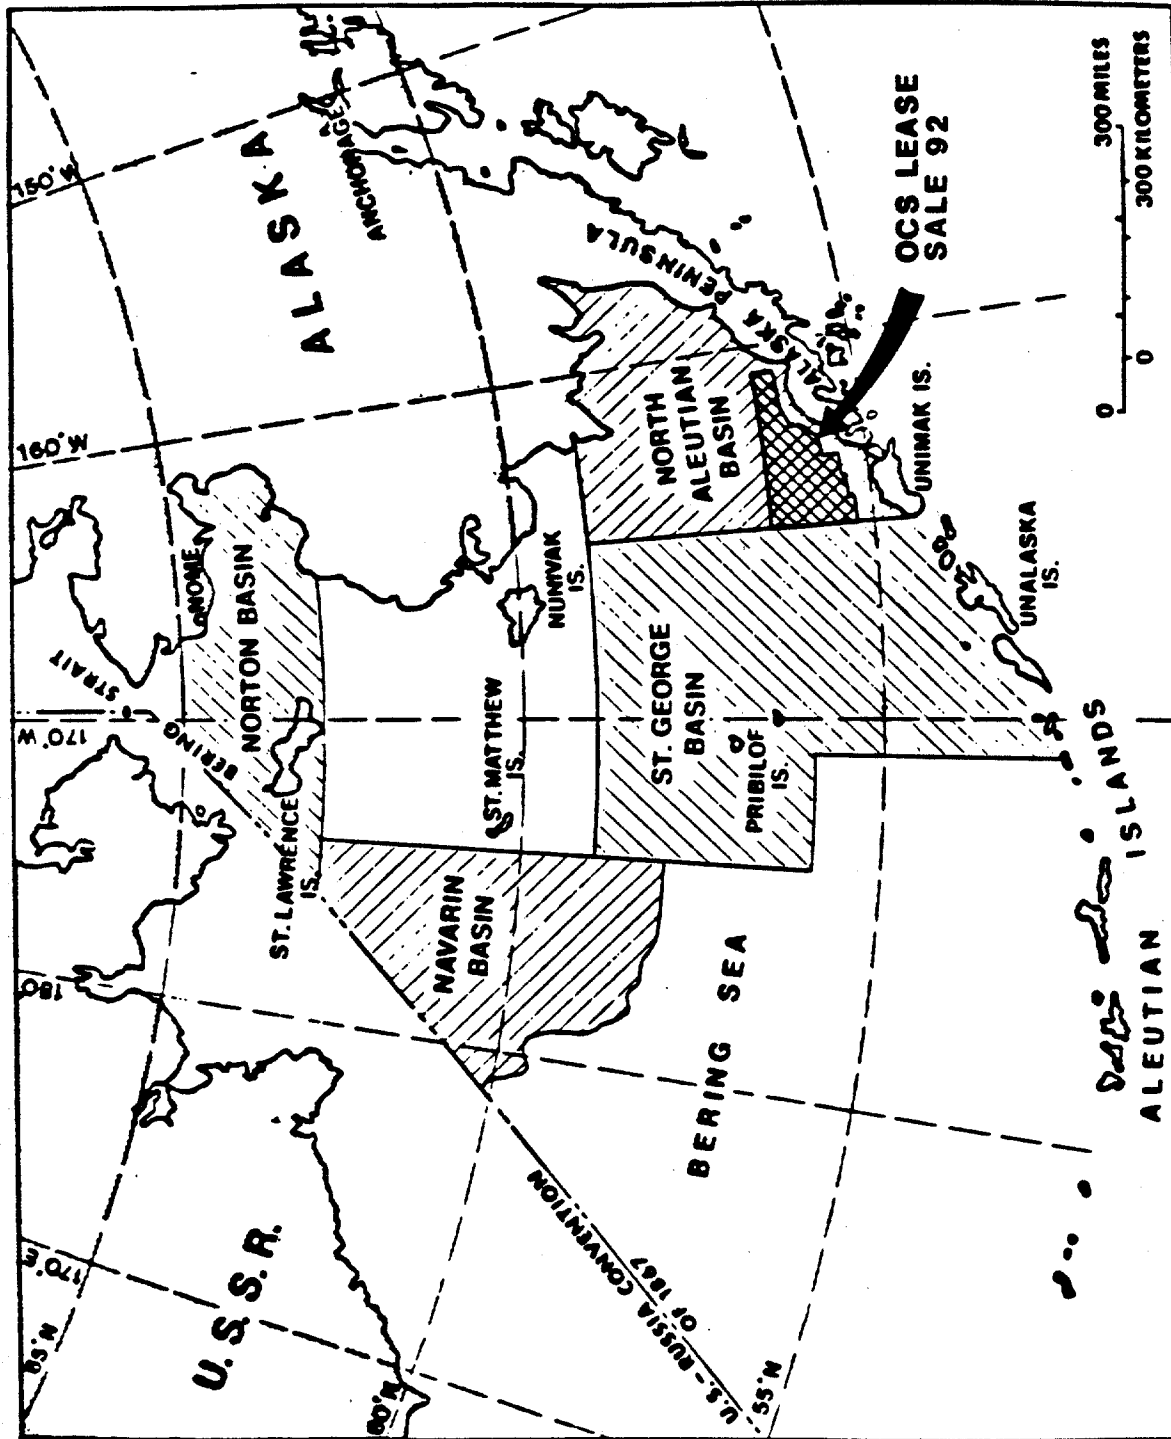 65°N
170°E
180°
170°W
160°W
150°W
U.S.S.R.
BERING
STRAIT
NOME
ALASKA
ANCHORAGE
NORTON BASIN
ST. LAWRENCE
IS.
60°N
NAVARIN
BASIN
ST. MATTHEW
IS.
NUNIVAK
IS.
NORTH
ALEUTIAN
BASIN
ALASKA
PENINSULA
ST. GEORGE
BASIN
PRIBILOF
IS.
BERING SEA
U.S. - RUSSIA CONVENTION
OF 1867
55°N
OCS LEASE
SALE 92
UNIMAK IS.
UNALASKA
IS.
ALEUTIAN
ISLANDS
0
0
300 MILES
300 KILOMETERS